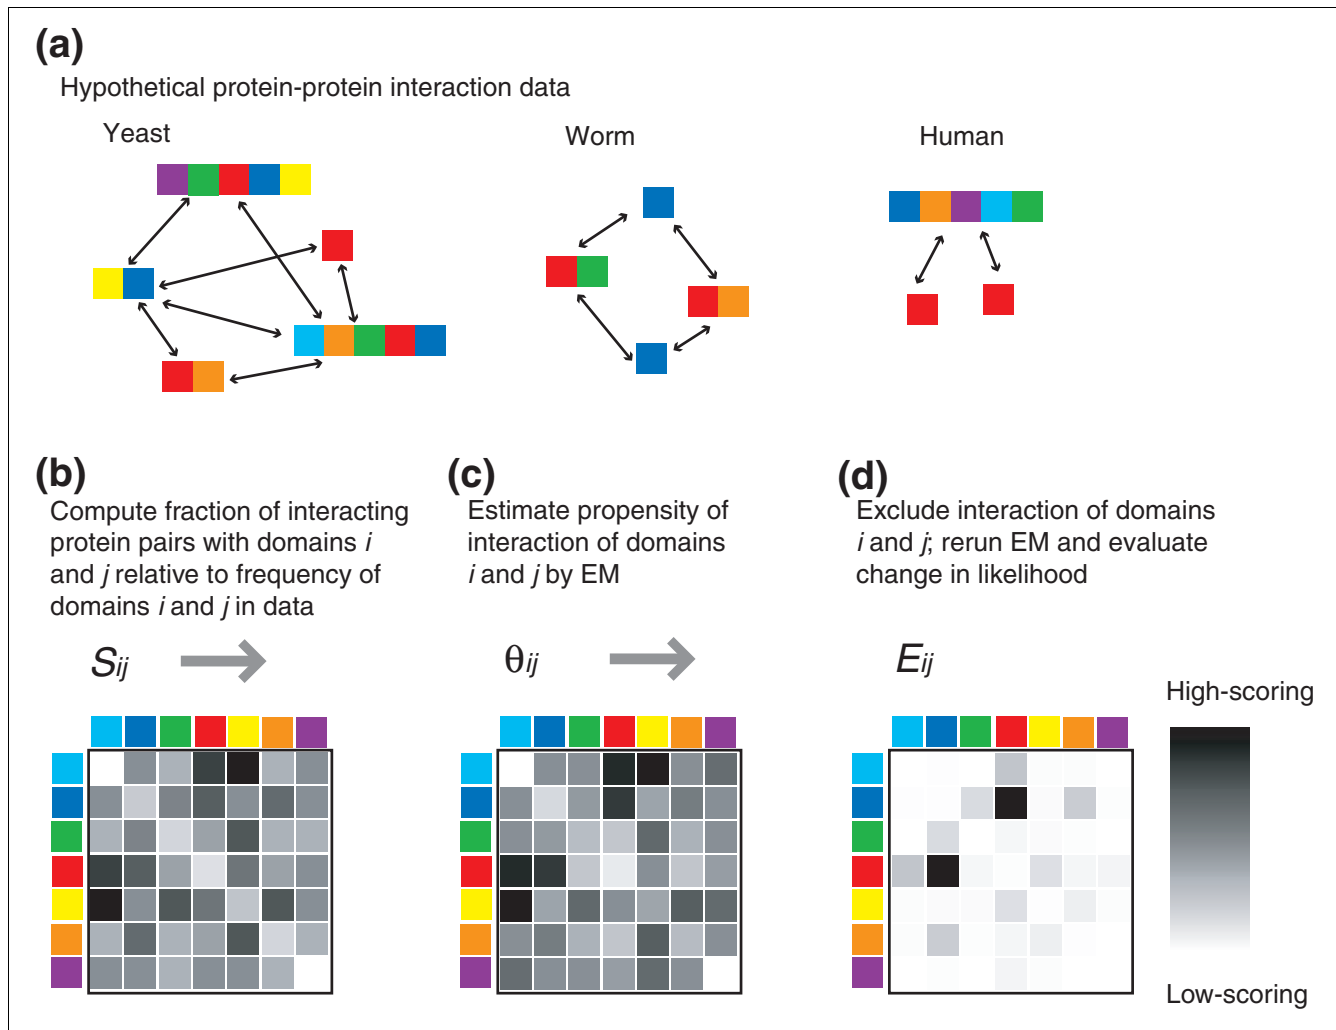 (a)
Hypothetical protein-protein interaction data
Yeast
Worm
Human
(b)
Compute fraction of interacting
protein pairs with domains i
and j relative to frequency of
domains i and j in data
(c)
Estimate propensity of
interaction of domains
i and j by EM
(d)
Exclude interaction of domains
i and j; rerun EM and evaluate
change in likelihood
Sij
θij
Eij
High-scoring
Low-scoring